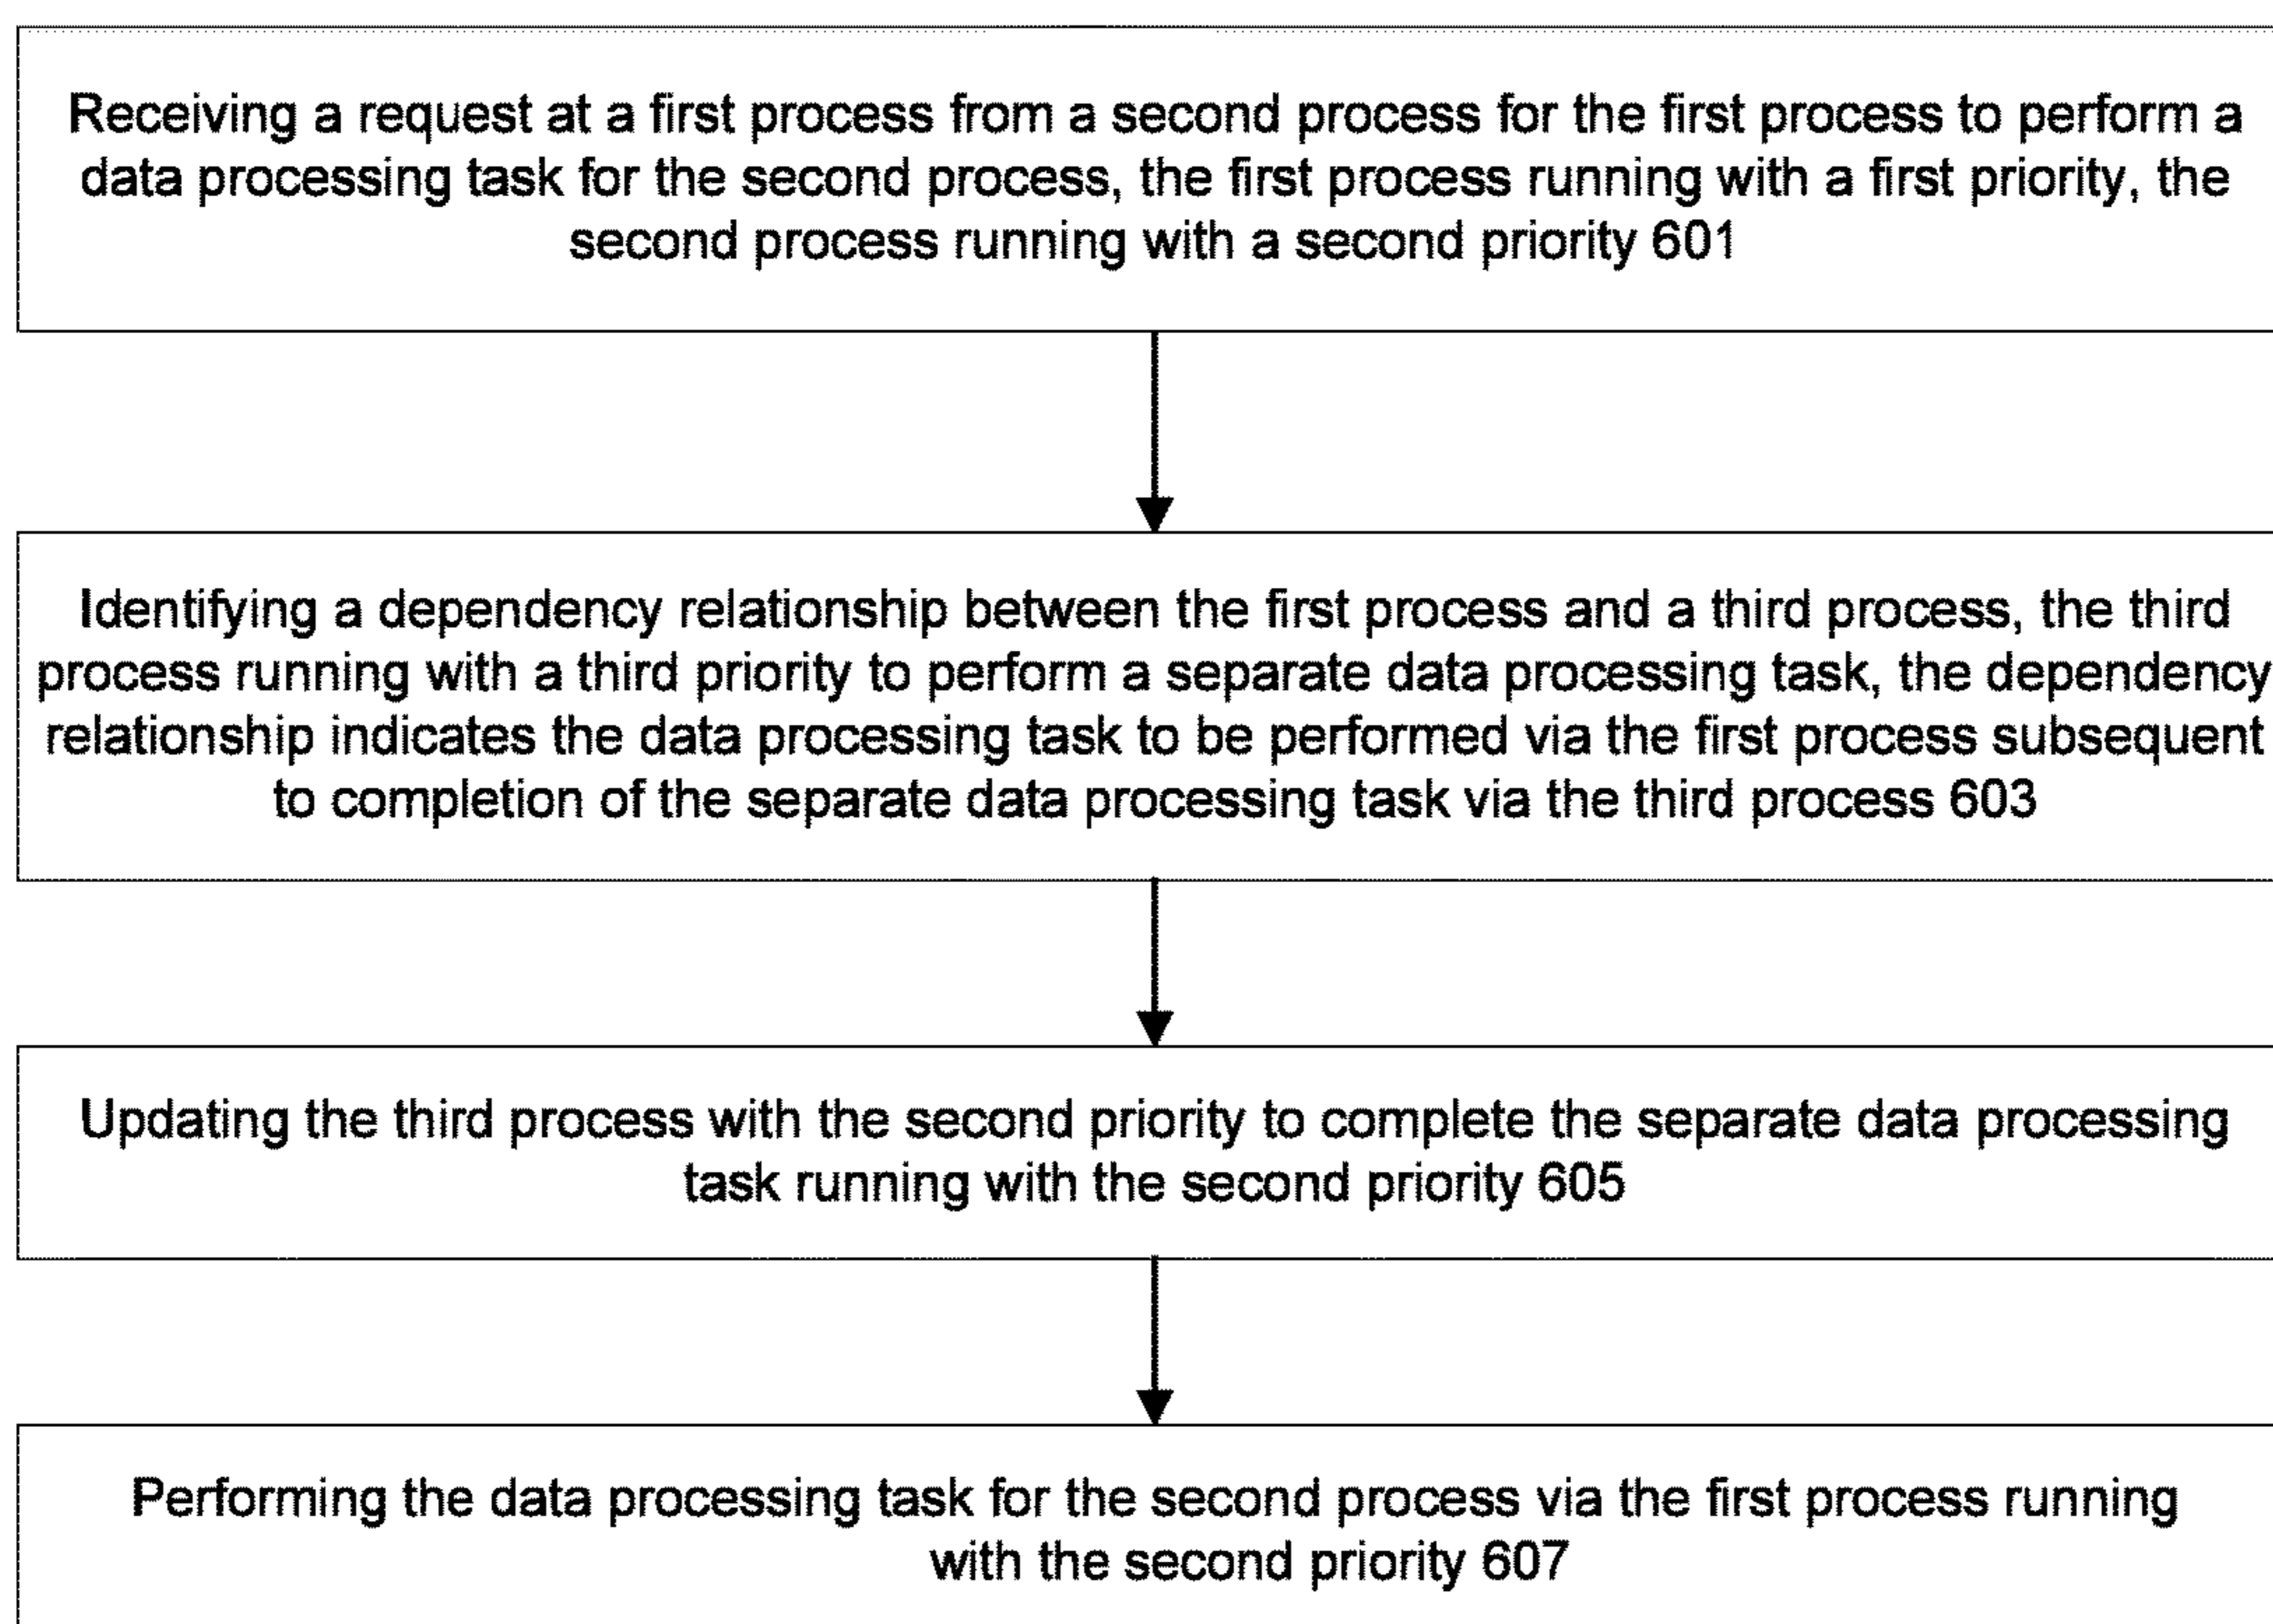 Receiving a request at a first process from a second process for the first process to perform a
data processing task for the second process, the first process running with a first priority, the
second process running with a second priority 601
Identifying a dependency relationship between the first process and a third process, the third
process running with a third priority to perform a separate data processing task, the dependency
relationship indicates the data processing task to be performed via the first process subsequent
to completion of the separate data processing task via the third process 603
Updating the third process with the second priority to complete the separate data processing
task running with the second priority 605
Performing the data processing task for the second process via the first process running
with the second priority 607